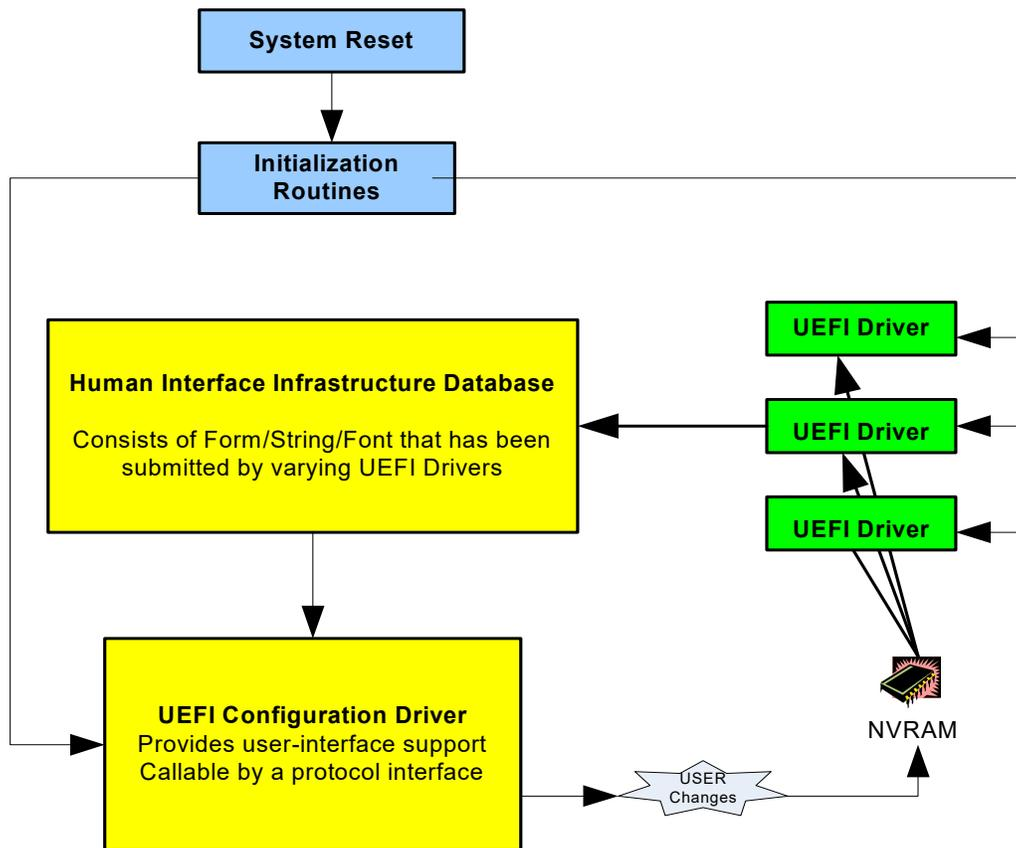 System Reset
Initialization
Routines
UEFI Driver
Human Interface Infrastructure Database
Consists of Form/String/Font that has been
submitted by varying UEFI Drivers
UEFI Driver
UEFI Driver
UEFI Configuration Driver
Provides user-interface support
Callable by a protocol interface
NVRAM
USER
Changes